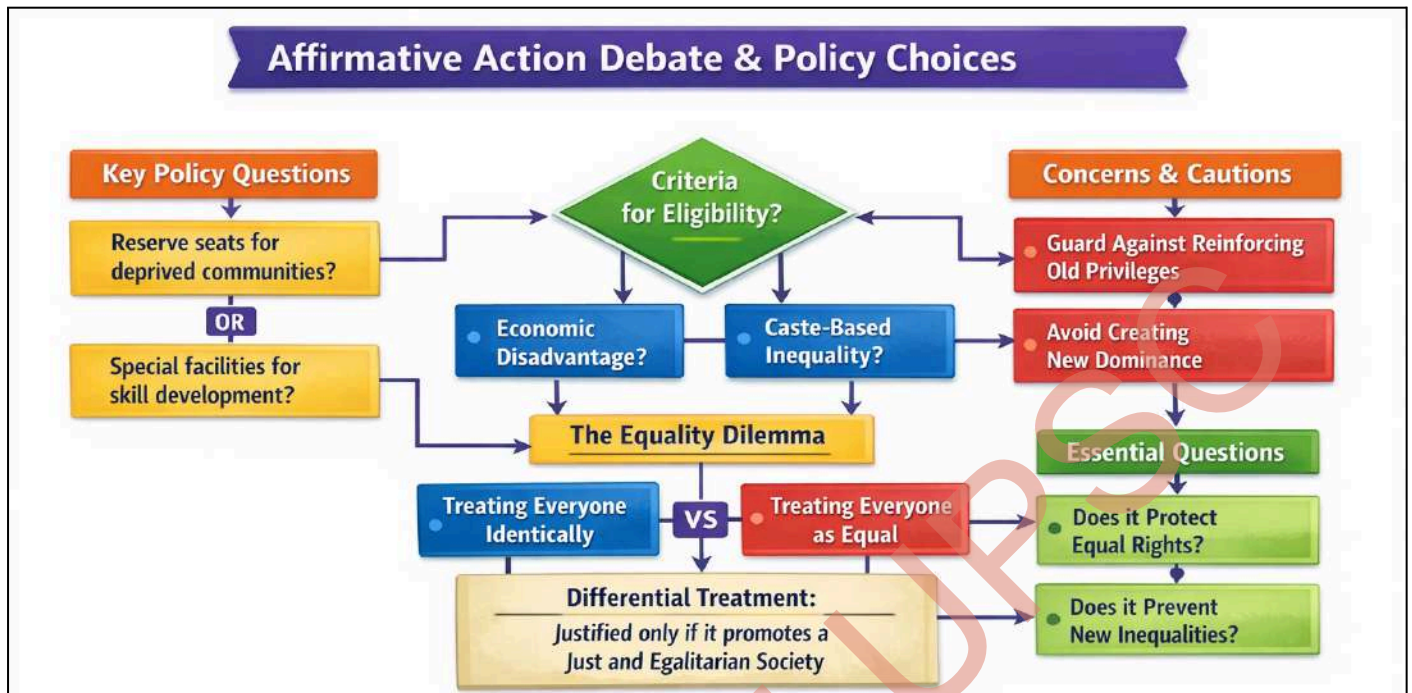 Affirmative Action Debate & Policy Choices
Key Policy Questions
Reserve seats for
deprived communities?
OR
Special facilities for
skill development?
Criteria
for Eligibility?
Economic
Disadvantage?
Caste-Based
Inequality?
The Equality Dilemma
Treating Everyone
Identically
VS
Treating Everyone
as Equal
Differential Treatment:
Justified only if it promotes a
Just and Egalitarian Society
Concerns & Cautions
Guard Against Reinforcing
Old Privileges
Avoid Creating
New Dominance
Essential Questions
Does it Protect
Equal Rights?
Does it Prevent
New Inequalities?
UPSC